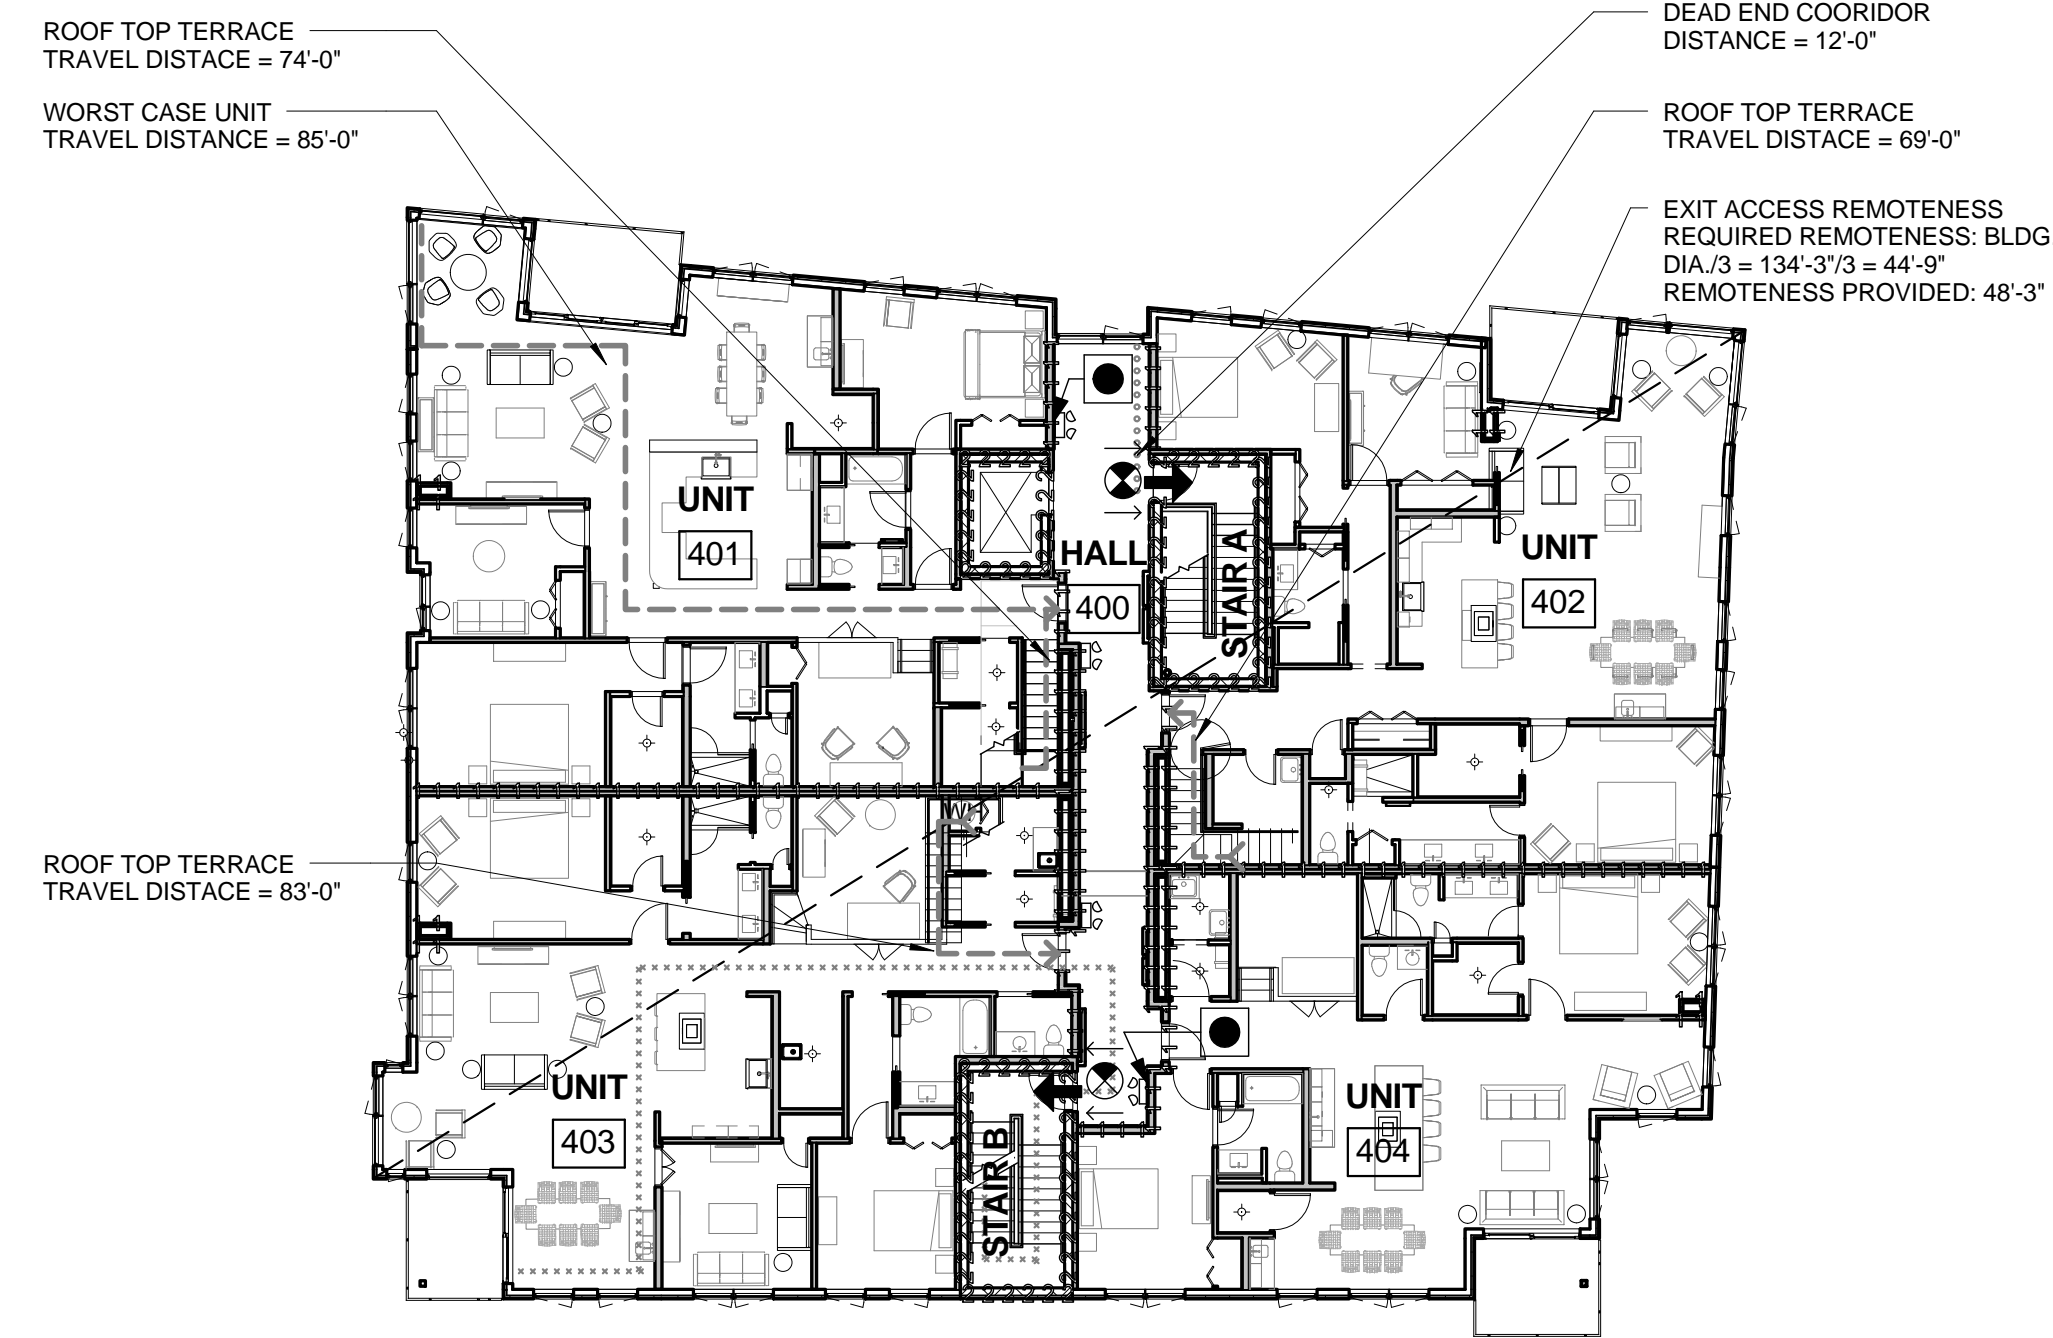 ROOF TOP TERRACE
TRAVEL DISTACE = 74'-0"
WORST CASE UNIT
TRAVEL DISTANCE = 85'-0"
DEAD END COORIDOR
DISTANCE = 12'-0"
ROOF TOP TERRACE
TRAVEL DISTACE = 69'-0"
EXIT ACCESS REMOTENESS
REQUIRED REMOTENESS: BLDG
DIA./3 = 134'-3"/3 = 44'-9"
REMOTENESS PROVIDED: 48'-3"
UNIT
401
HALL
400
STAIR A
UNIT
402
ROOF TOP TERRACE
TRAVEL DISTACE = 83'-0"
UNIT
403
STAIR B
UNIT
404